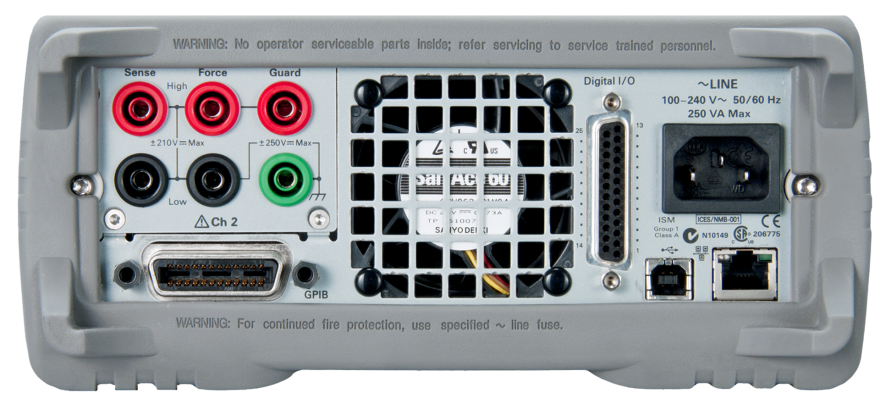 WARNING: No operator serviceable parts inside; refer servicing to service trained personnel.
Sense Force Guard
High
±210V⎓Max
±250V⎓Max
Low
⚠Ch 2
GPIB
C US
San Ace 60
SANYO DENKI
Digital I/O
25 13
14 1
~LINE
100–240 V~ 50/60 Hz
250 VA Max
ISM
Group 1
Class A
ICES/NMB-001
CE
N10149
206775
WARNING: For continued fire protection, use specified ~ line fuse.